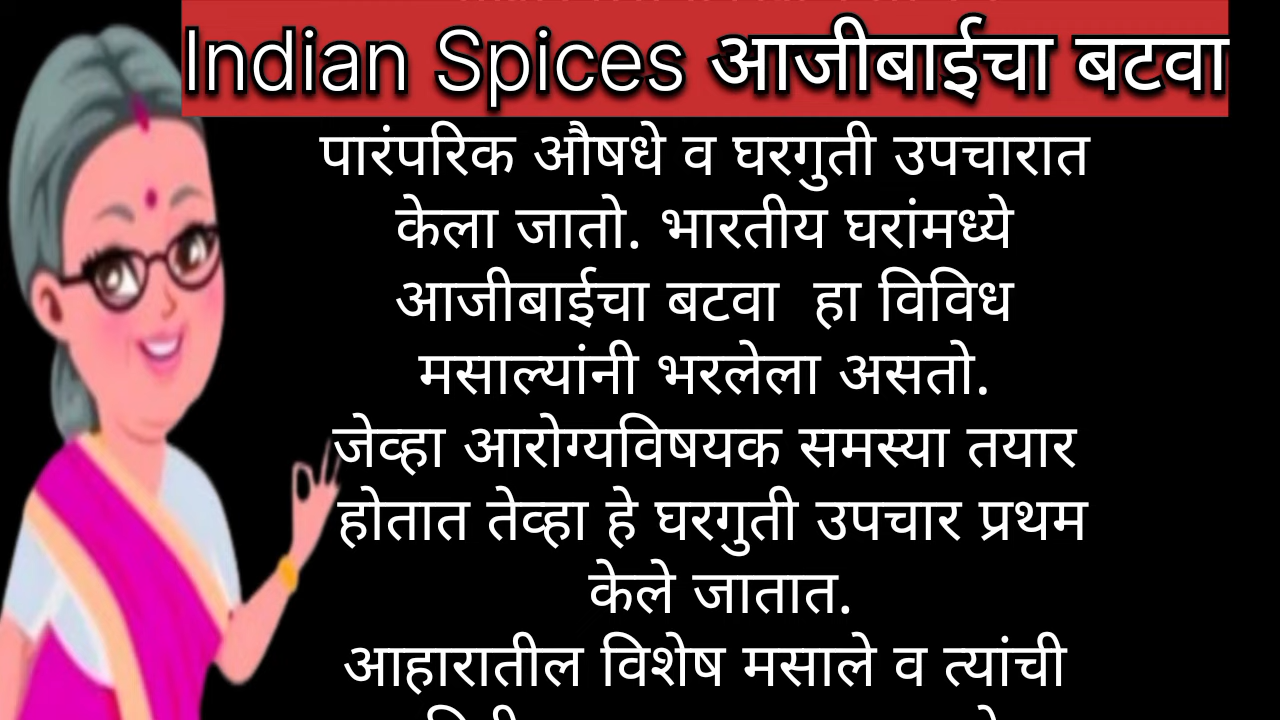 Indian Spices आजीबाईचा बटवा
पारंपरिक औषधे व घरगुती उपचारात
केला जातो. भारतीय घरांमध्ये
आजीबाईचा बटवा हा विविध
मसाल्यांनी भरलेला असतो.
जेव्हा आरोग्यविषयक समस्या तयार
होतात तेव्हा हे घरगुती उपचार प्रथम
केले जातात.
आहारातील विशेष मसाले व त्यांची